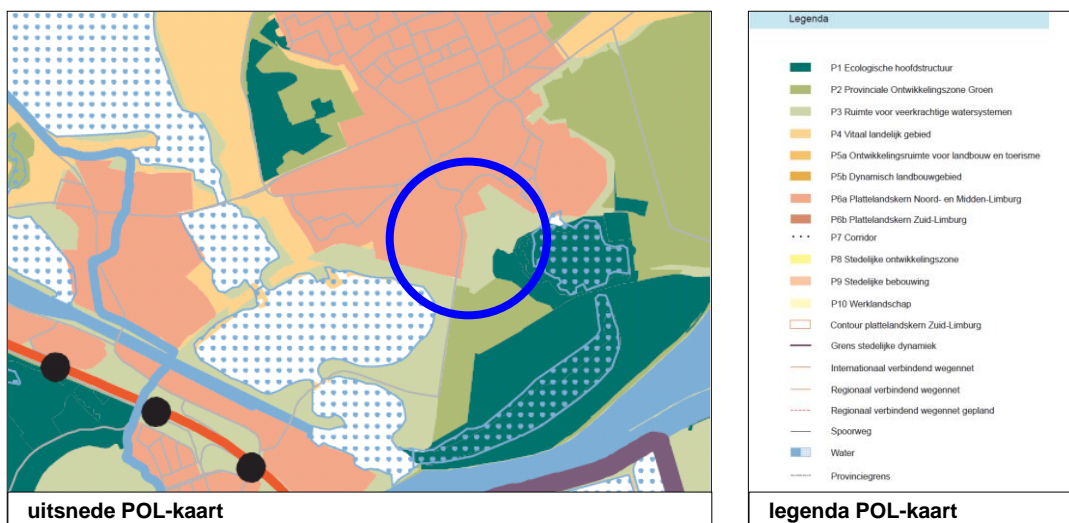 Legenda
P1 Ecologische hoofdstructuur
P2 Provinciale Ontwikkelingszone Groen
P3 Ruimte voor veerkrachtige watersystemen
P4 Vitaal landelijk gebied
P5a Ontwikkelingsruimte voor landbouw en toerisme
P5b Dynamisch landbouwgebied
P6a Plattelandskern Noord- en Midden-Limburg
P6b Plattelandskern Zuid-Limburg
P7 Corridor
P8 Stedelijke ontwikkelingszone
P9 Stedelijke bebouwing
P10 Werklandschap
Contour plattelandskern Zuid-Limburg
Grens stedelijke dynamiek
Internationaal verbindend wegennet
Regionaal verbindend wegennet
Regionaal verbindend wegennet gepland
Spoorweg
Water
Provinciegrens
uitsnede POL-kaart
legenda POL-kaart